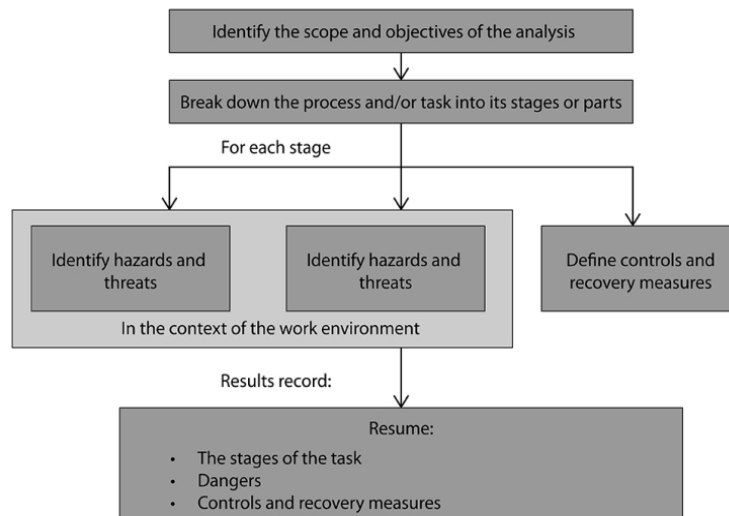 Identify the scope and objectives of the analysis
Break down the process and/or task into its stages or parts
For each stage
Identify hazards and
threats
Identify hazards and
threats
Define controls and
recovery measures
In the context of the work environment
Results record:
Resume:
• The stages of the task
• Dangers
• Controls and recovery measures